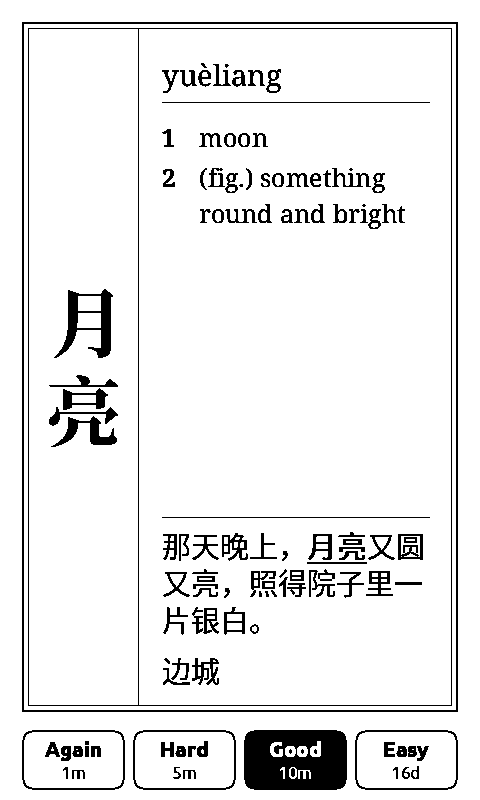 月亮
yuèliang
1 moon
2 (fig.) something
round and bright
那天晚上，月亮又圆
又亮，照得院子里一
片银白。
边城
Again
1m
Hard
5m
Good
10m
Easy
16d